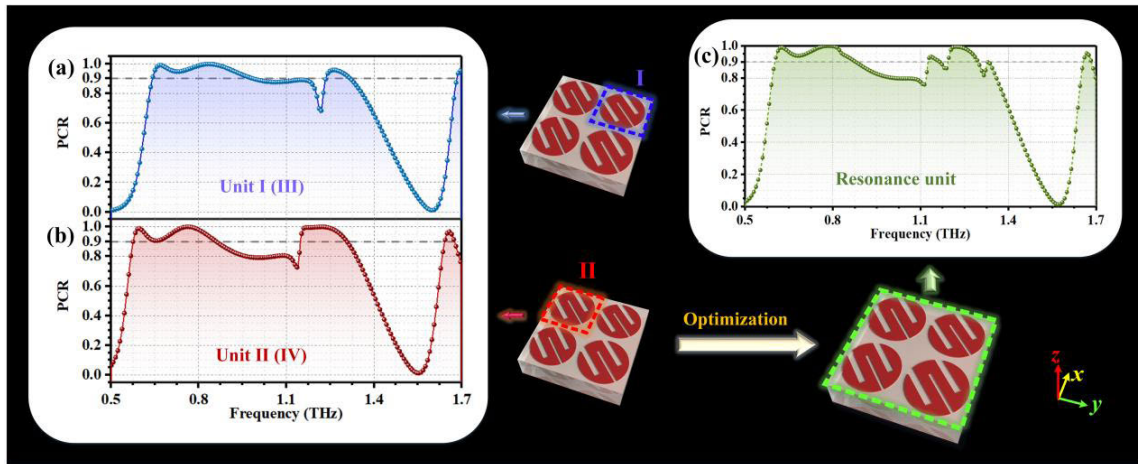 (a)
1.0
0.9
0.8
0.6
0.4
0.2
0.0
PCR
Unit I (III)
(b)
1.0
0.9
0.8
0.6
0.4
0.2
0.0
PCR
Unit II (IV)
0.5 0.8 1.1 1.4 1.7
Frequency (THz)
I
II
Optimization
(c)
1.0
0.9
0.8
0.6
0.4
0.2
0.0
PCR
Resonance unit
0.5 0.8 1.1 1.4 1.7
Frequency (THz)
z
x
y